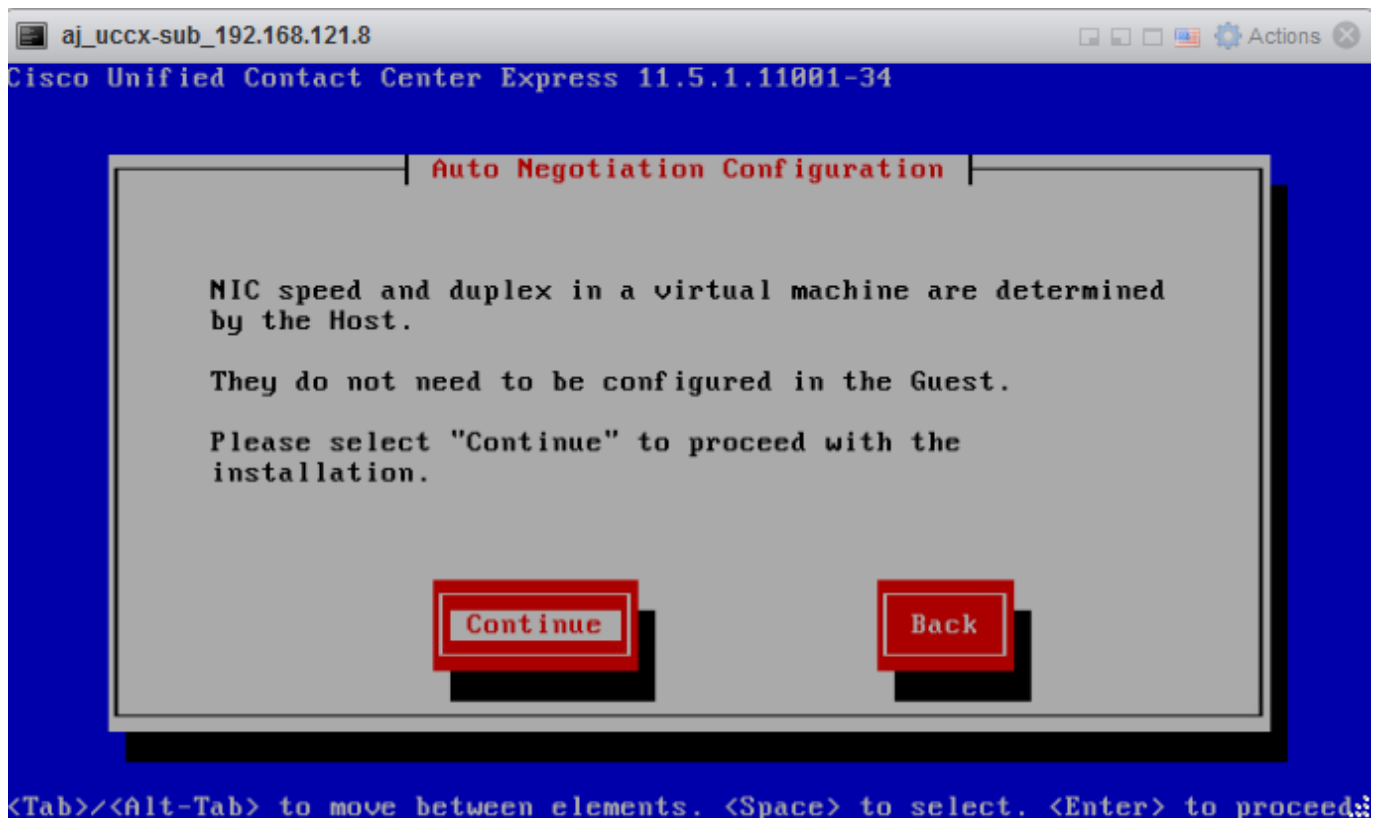 aj_uccx-sub_192.168.121.8
Actions
Cisco Unified Contact Center Express 11.5.1.11001-34
Auto Negotiation Configuration
NIC speed and duplex in a virtual machine are determined
by the Host.
They do not need to be configured in the Guest.
Please select "Continue" to proceed with the
installation.
Continue
Back
<Tab>/<Alt-Tab> to move between elements. <Space> to select. <Enter> to proceed